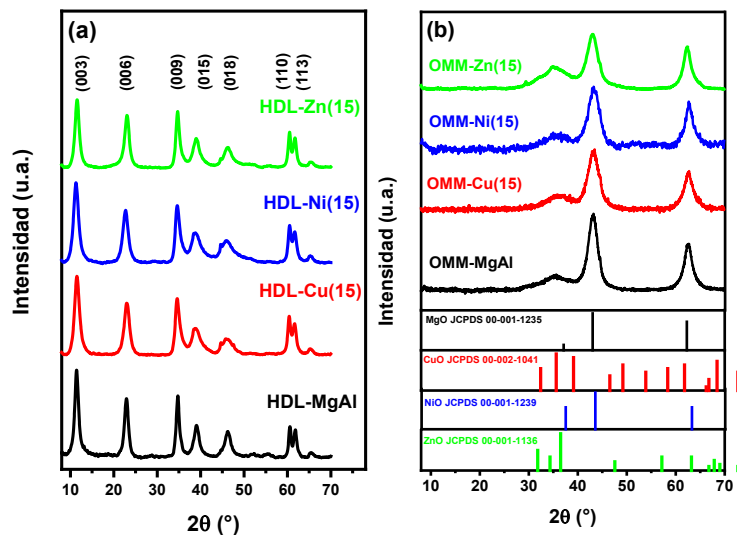 (a)
(003)
(006)
(009)
(015)
(018)
(110)
(113)
HDL-Zn(15)
HDL-Ni(15)
HDL-Cu(15)
HDL-MgAl
Intensidad (u.a.)
10 20 30 40 50 60 70
2θ (°)
(b)
OMM-Zn(15)
OMM-Ni(15)
OMM-Cu(15)
OMM-MgAl
MgO JCPDS 00-001-1235
CuO JCPDS 00-002-1041
NiO JCPDS 00-001-1239
ZnO JCPDS 00-001-1136
Intensidad (u.a.)
10 20 30 40 50 60 70
2θ (°)